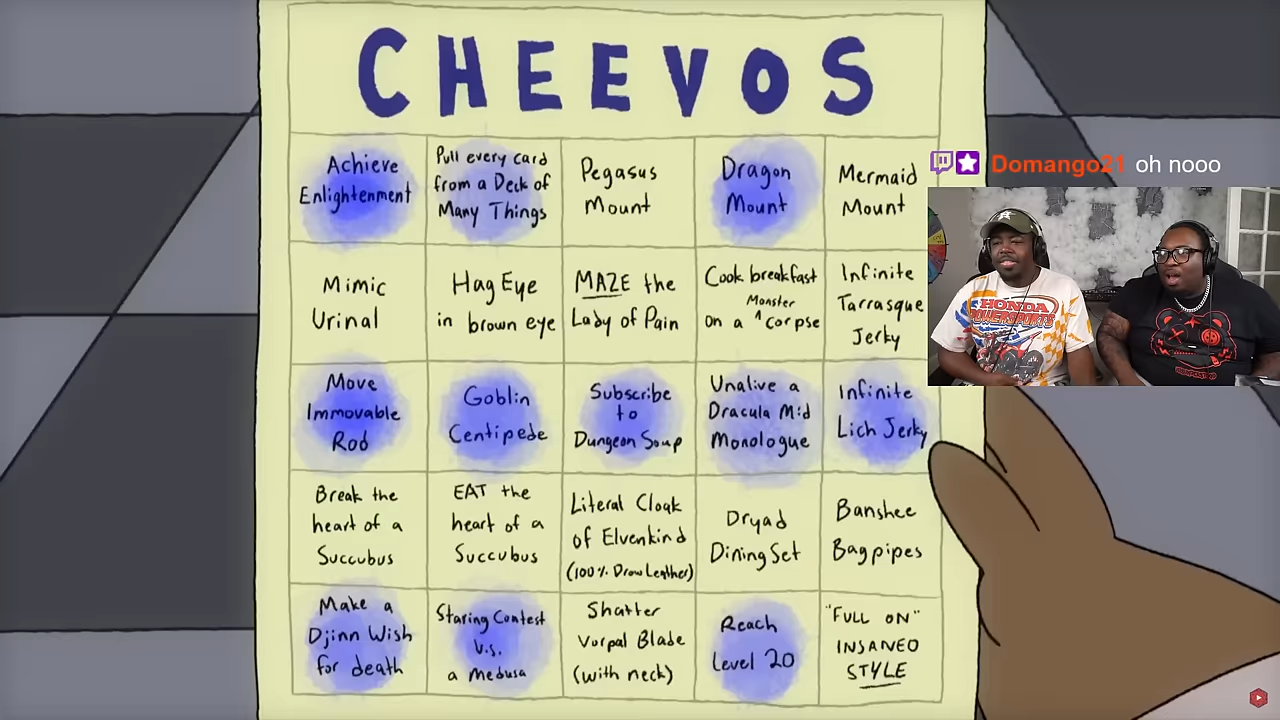 CHEEVOS
Achieve
Enlightenment
Pull every card
from a Deck of
Many Things
Pegasus
Mount
Dragon
Mount
Mermaid
Mount
Mimic
Urinal
Hag Eye
in brown eye
MAZE the
Lady of Pain
Cook breakfast
Monster
on a ^ corpse
Infinite
Tarrasque
Jerky
Move
Immovable
Rod
Goblin
Centipede
Subscribe
to
Dungeon Soup
Unalive a
Dracula Mid
Monologue
Infinite
Lich Jerky
Break the
heart of a
Succubus
EAT the
heart of a
Succubus
Literal Cloak
of Elvenkind
(100% Drow Leather)
Dryad
Dining Set
Banshee
Bagpipes
Make a
Djinn Wish
for death
Staring Contest
V.S.
a Medusa
Shatter
Vorpal Blade
(with neck)
Reach
Level 20
"FULL ON"
INSANEO
STYLE
Domango21 oh nooo
HONDA
POWERSPORTS